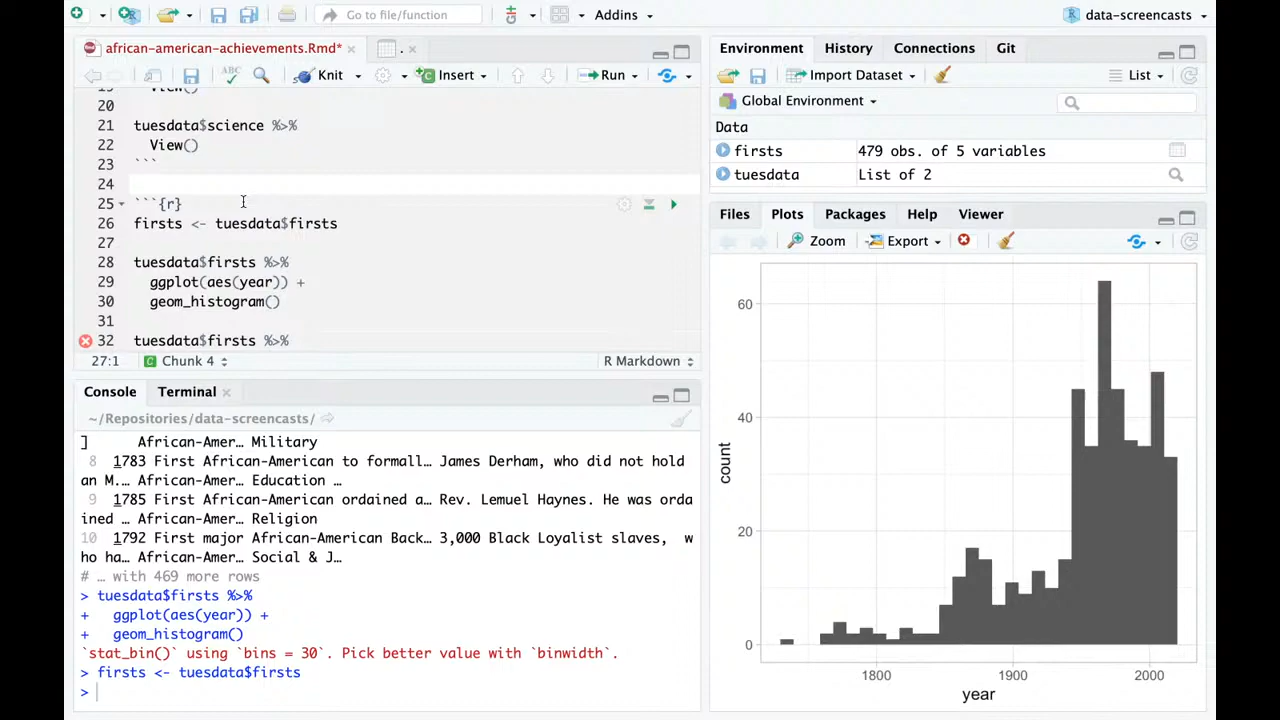 Go to file/function
Addins
data-screencasts
african-american-achievements.Rmd*
.
ABC
Knit
Insert
Run
19 View()
20
21 tuesdata$science %>%
22 View()
23 ```
24
25 ```{r}
26 firsts <- tuesdata$firsts
27
28 tuesdata$firsts %>%
29 ggplot(aes(year)) +
30 geom_histogram()
31
32 tuesdata$firsts %>%
27:1 Chunk 4 R Markdown
Console Terminal
~/Repositories/data-screencasts/
] African-Amer… Military
8 1783 First African-American to formall… James Derham, who did not hold
an M.… Education …
9 1785 First African-American ordained a… Rev. Lemuel Haynes. He was orda
ined … African-Amer… Religion
10 1792 First major African-American Back… 3,000 Black Loyalist slaves, w
ho ha… African-Amer… Social & J…
# … with 469 more rows
> tuesdata$firsts %>%
+ ggplot(aes(year)) +
+ geom_histogram()
`stat_bin()` using `bins = 30`. Pick better value with `binwidth`.
> firsts <- tuesdata$firsts
>
Environment History Connections Git
Import Dataset List
Global Environment
Data
firsts 479 obs. of 5 variables
tuesdata List of 2
Files Plots Packages Help Viewer
Zoom Export
60
40
20
0
count
1800 1900 2000
year